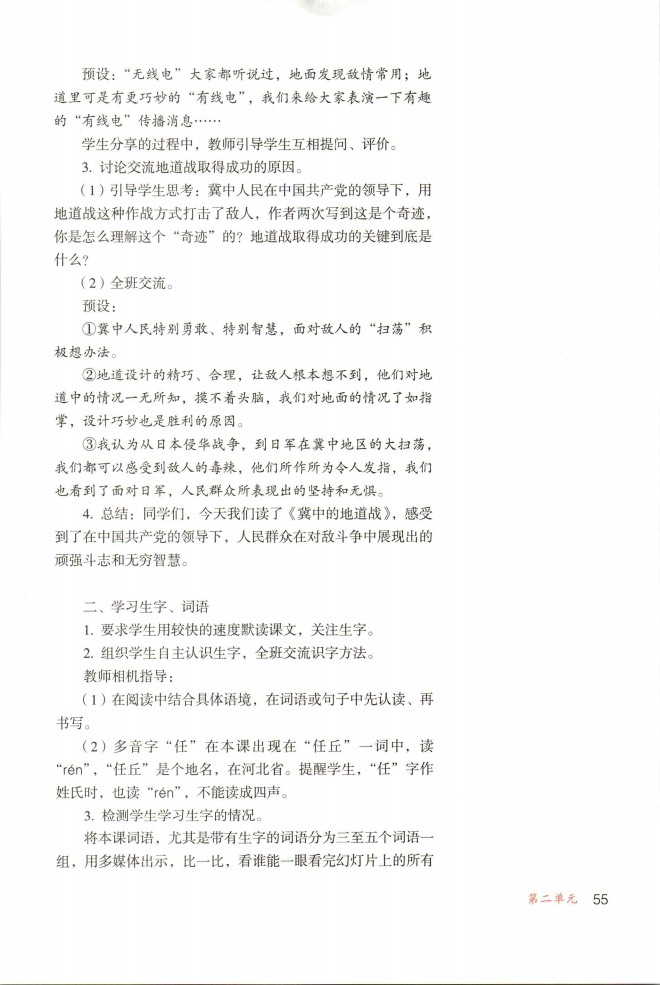 预设：“无线电”大家都听说过，地面发现敌情常用；地
道里可是有更巧妙的“有线电”，我们来给大家表演一下有趣
的“有线电”传播消息……
学生分享的过程中，教师引导学生互相提问、评价。
3. 讨论交流地道战取得成功的原因。
（1）引导学生思考：冀中人民在中国共产党的领导下，用
地道战这种作战方式打击了敌人，作者两次写到这是个奇迹，
你是怎么理解这个“奇迹”的？地道战取得成功的关键到底是
什么？
（2）全班交流。
预设：
①冀中人民特别勇敢、特别智慧，面对敌人的“扫荡”积
极想办法。
②地道设计的精巧、合理，让敌人根本想不到，他们对地
道中的情况一无所知，摸不着头脑，我们对地面的情况了如指
掌，设计巧妙也是胜利的原因。
③我认为从日本侵华战争，到日军在冀中地区的大扫荡，
我们都可以感受到敌人的毒辣，他们所作所为令人发指，我们
也看到了面对日军，人民群众所表现出的坚持和无惧。
4. 总结：同学们，今天我们读了《冀中的地道战》，感受
到了在中国共产党的领导下，人民群众在对敌斗争中展现出的
顽强斗志和无穷智慧。
二、学习生字、词语
1. 要求学生用较快的速度默读课文，关注生字。
2. 组织学生自主认识生字，全班交流识字方法。
教师相机指导：
（1）在阅读中结合具体语境，在词语或句子中先认读、再
书写。
（2）多音字“任”在本课出现在“任丘”一词中，读
“rén”，“任丘”是个地名，在河北省。提醒学生，“任”字作
姓氏时，也读“rén”，不能读成四声。
3. 检测学生学习生字的情况。
将本课词语，尤其是带有生字的词语分为三至五个词语一
组，用多媒体出示，比一比，看谁能一眼看完幻灯片上的所有
第二单元 55